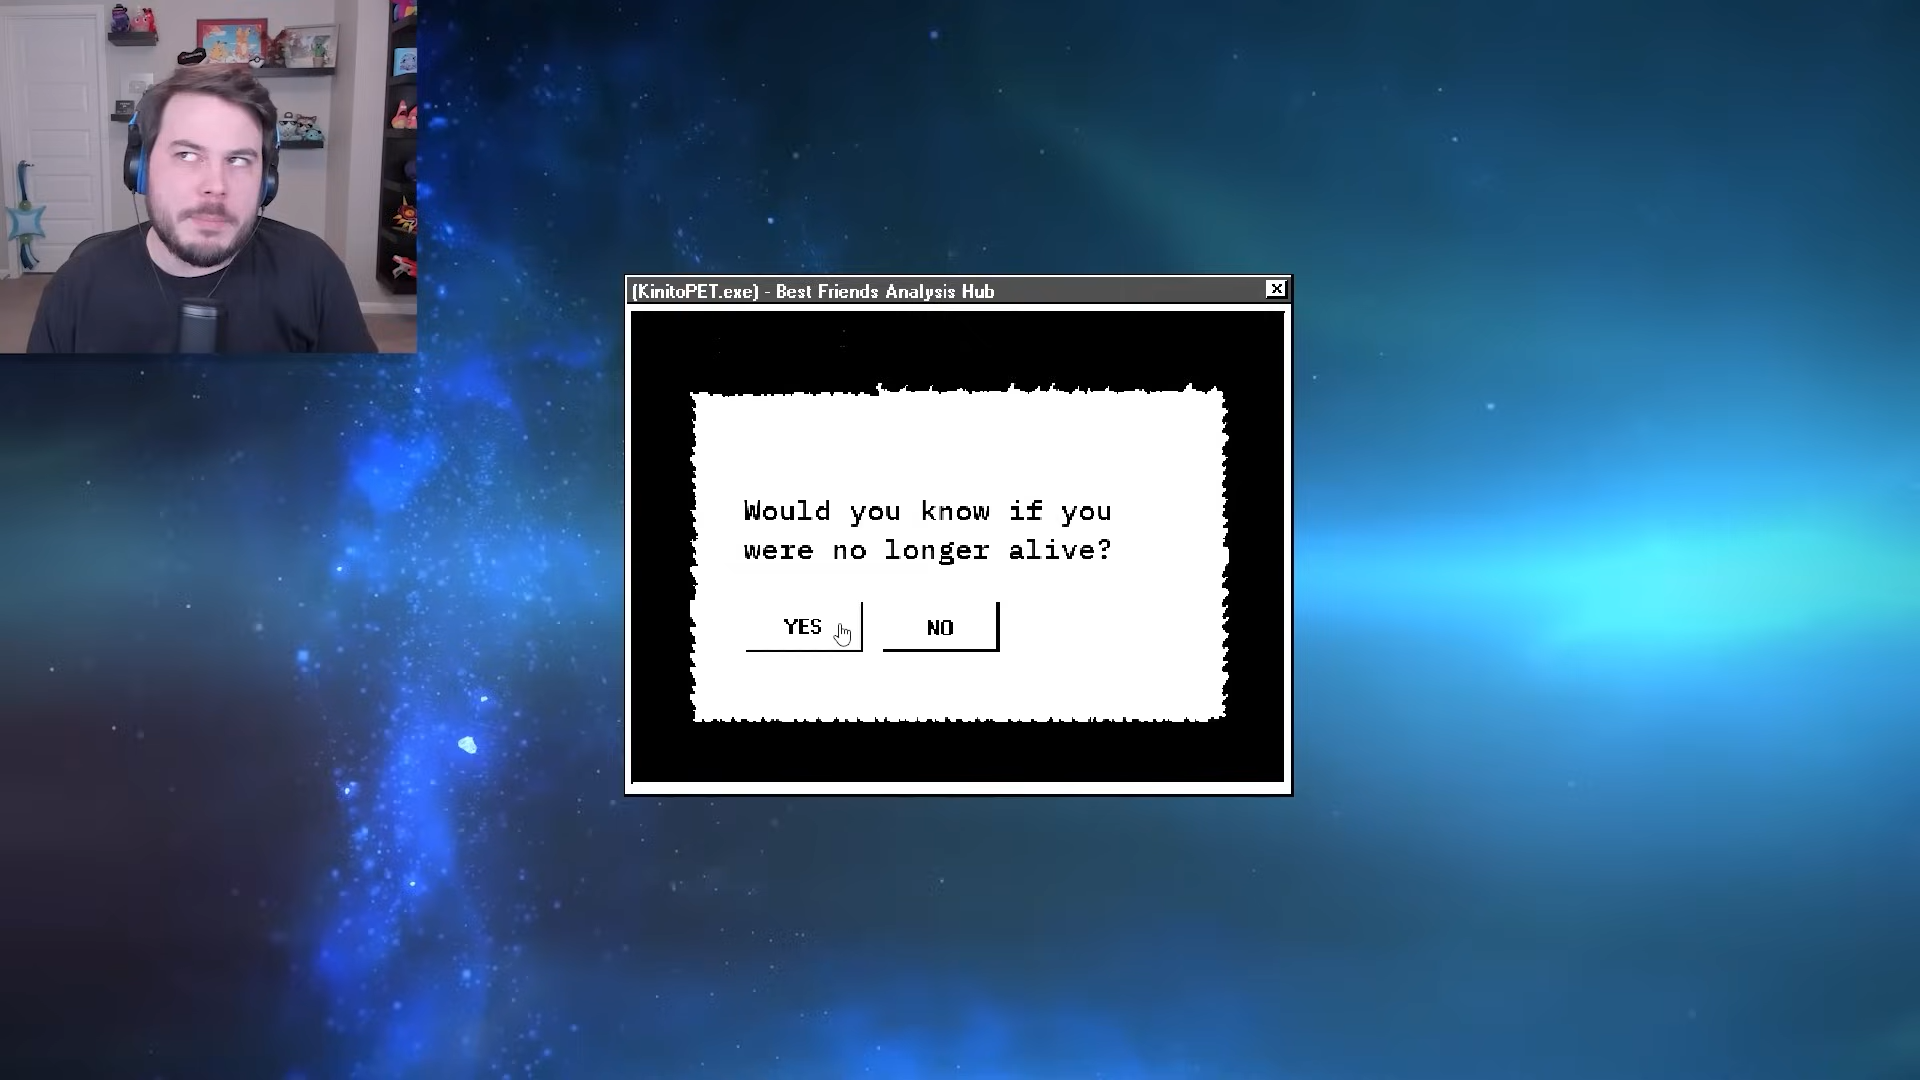 (KinitoPET.exe) - Best Friends Analysis Hub
Would you know if you
were no longer alive?
YES
NO